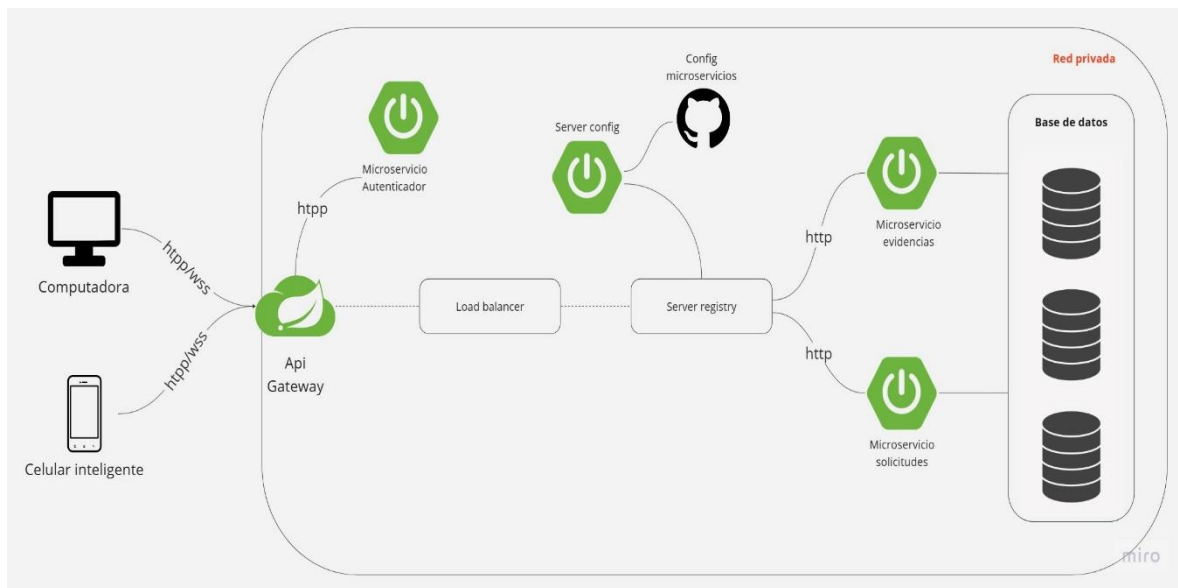 Red privada
Config
microservicios
Base de datos
Server config
Microservicio
Autenticador
htpp
Microservicio
evidencias
http
htpp/wss
Computadora
Load balancer
Server registry
Api
Gateway
htpp/wss
http
Microservicio
solicitudes
Celular inteligente
miro